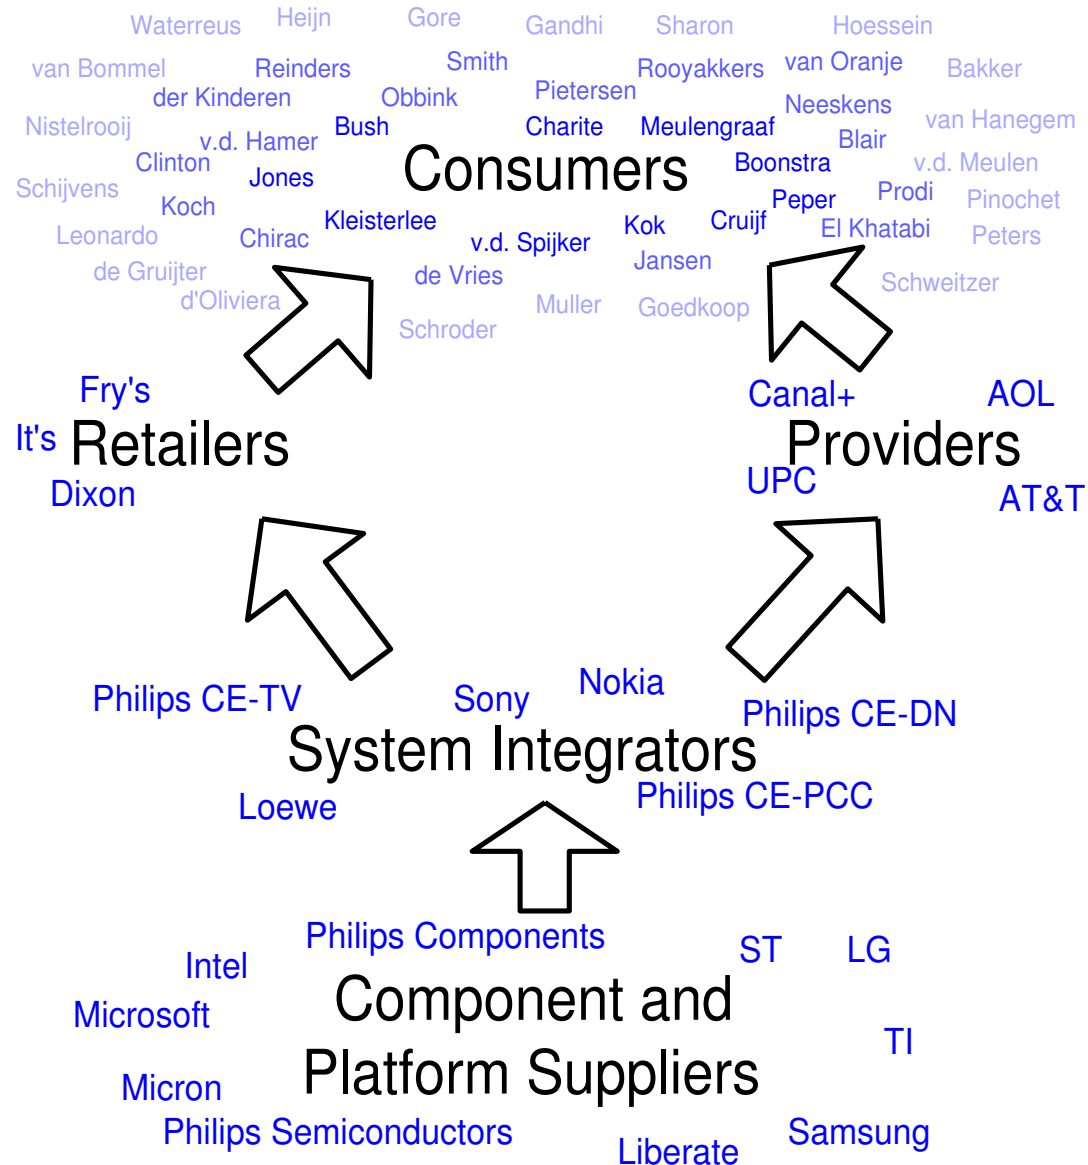 Waterreus
Heijn
Gore
Gandhi
Sharon
Hoessein
van Bommel
Reinders
Smith
Rooyakkers
van Oranje
Bakker
der Kinderen
Obbink
Pietersen
Neeskens
Nistelrooij
v.d. Hamer
Bush
Charite
Meulengraaf
Blair
van Hanegem
Clinton
Consumers
Boonstra
v.d. Meulen
Schijvens
Jones
Koch
Peper
Prodi
Pinochet
Leonardo
Chirac
Kleisterlee
v.d. Spijker
Kok
Cruijf
El Khatabi
Peters
de Gruijter
de Vries
Jansen
d'Oliviera
Muller
Goedkoop
Schweitzer
Schroder
Fry's
It's
Retailers
Dixon
Canal+
AOL
Providers
UPC
AT&T
Philips CE-TV
Sony
Nokia
Philips CE-DN
System Integrators
Loewe
Philips CE-PCC
Philips Components
ST
LG
Intel
Component and
Microsoft
TI
Platform Suppliers
Micron
Philips Semiconductors
Liberate
Samsung